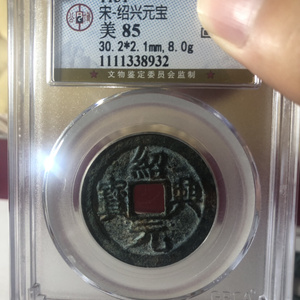 宋-绍兴元宝
美 85
30.2*2.1mm, 8.0g
1111338932
★ 文物鉴定委员会监制 ★
紹興元寶